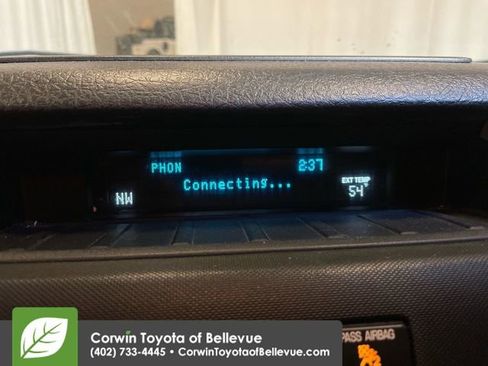 PHON 2:37
Connecting...
EXT TEMP
NW 54°
PASS AIRBAG
Corwin Toyota of Bellevue
(402) 733-4445 • CorwinToyotaofBellevue.com